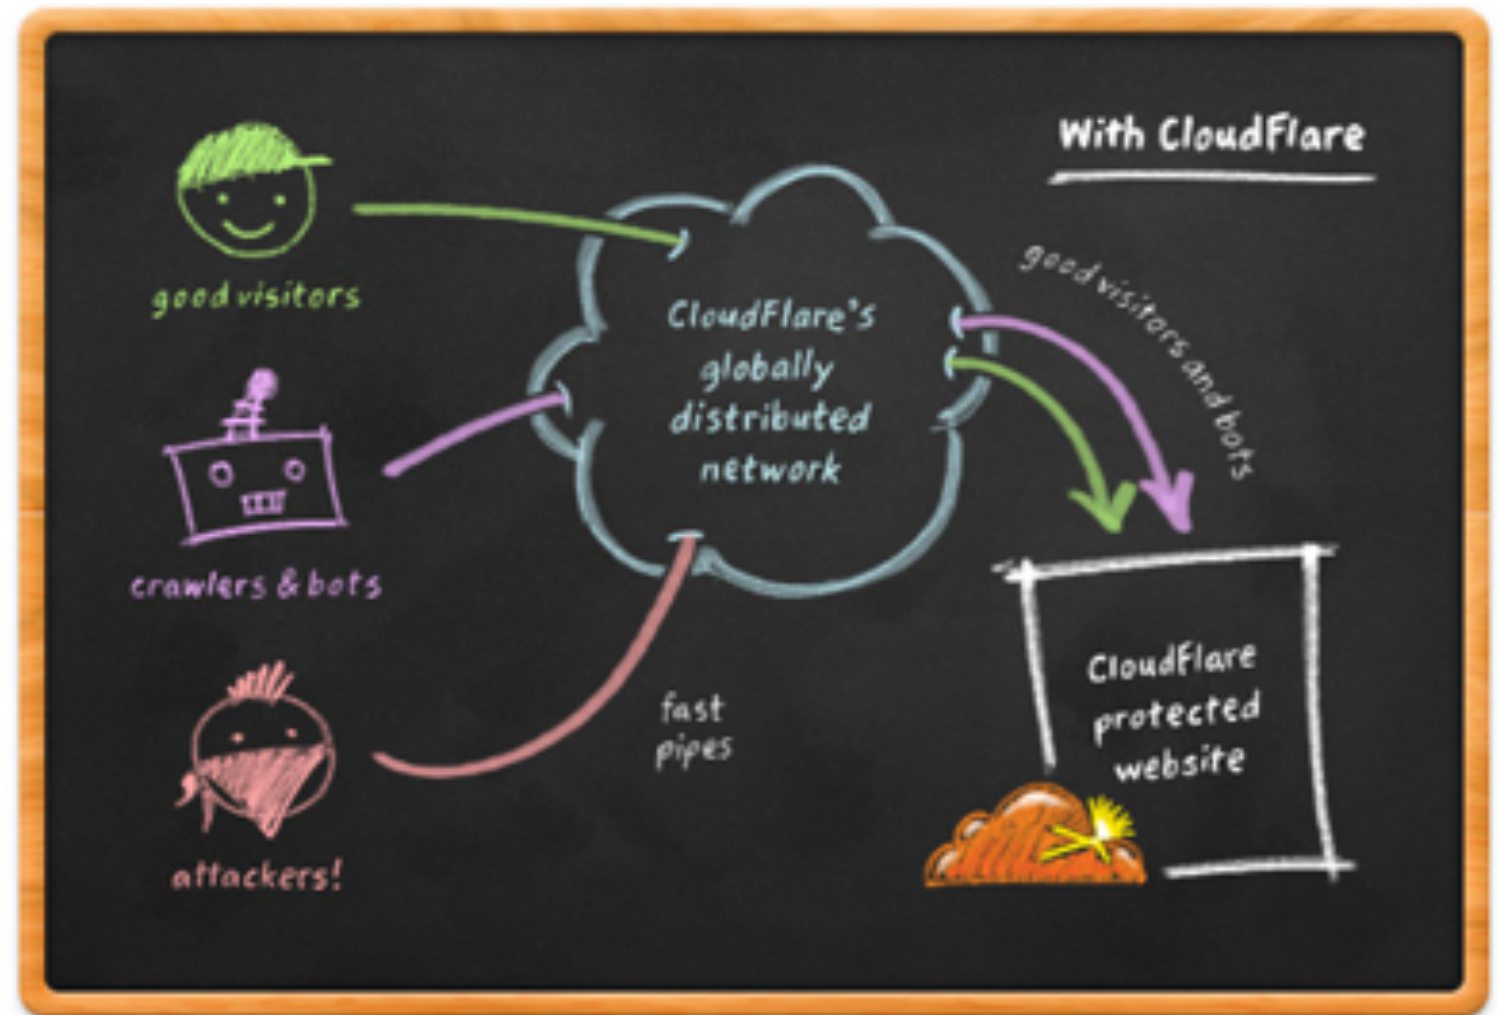 With CloudFlare
good visitors
crawlers & bots
attackers!
CloudFlare's
globally
distributed
network
good visitors and bots
fast
pipes
CloudFlare
protected
website